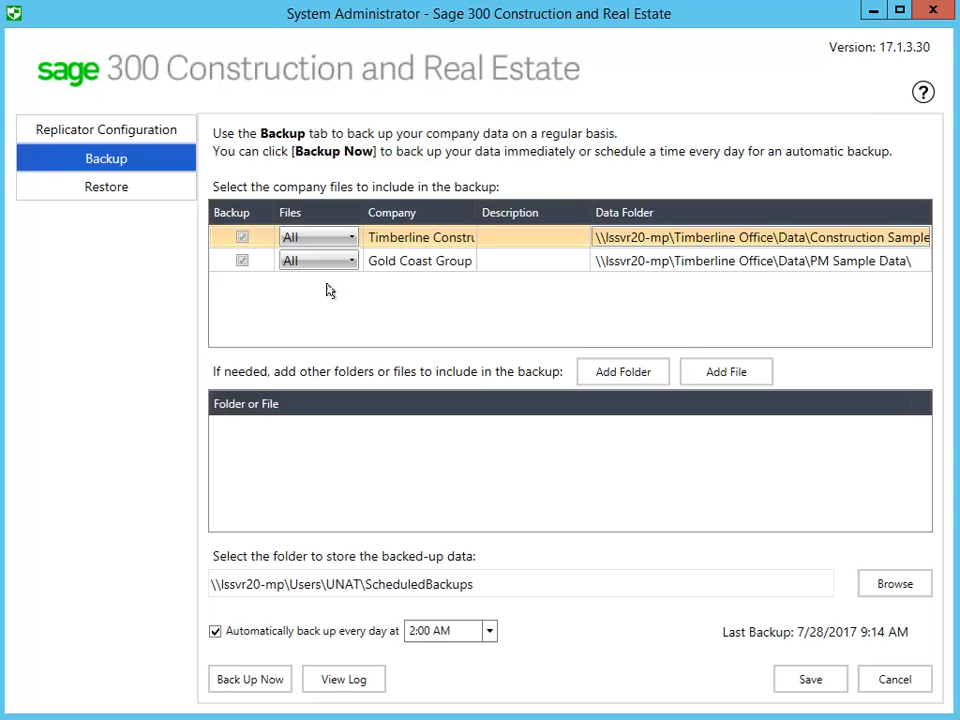 System Administrator - Sage 300 Construction and Real Estate
Version: 17.1.3.30
sage 300 Construction and Real Estate
?
Replicator Configuration
Backup
Restore
Use the Backup tab to back up your company data on a regular basis.
You can click [Backup Now] to back up your data immediately or schedule a time every day for an automatic backup.
Select the company files to include in the backup:
Backup Files Company Description Data Folder
All Timberline Constru \\lssvr20-mp\Timberline Office\Data\Construction Sample
All Gold Coast Group \\lssvr20-mp\Timberline Office\Data\PM Sample Data\
If needed, add other folders or files to include in the backup: Add Folder Add File
Folder or File
Select the folder to store the backed-up data:
\\lssvr20-mp\Users\UNAT\ScheduledBackups Browse
Automatically back up every day at 2:00 AM Last Backup: 7/28/2017 9:14 AM
Back Up Now View Log Save Cancel